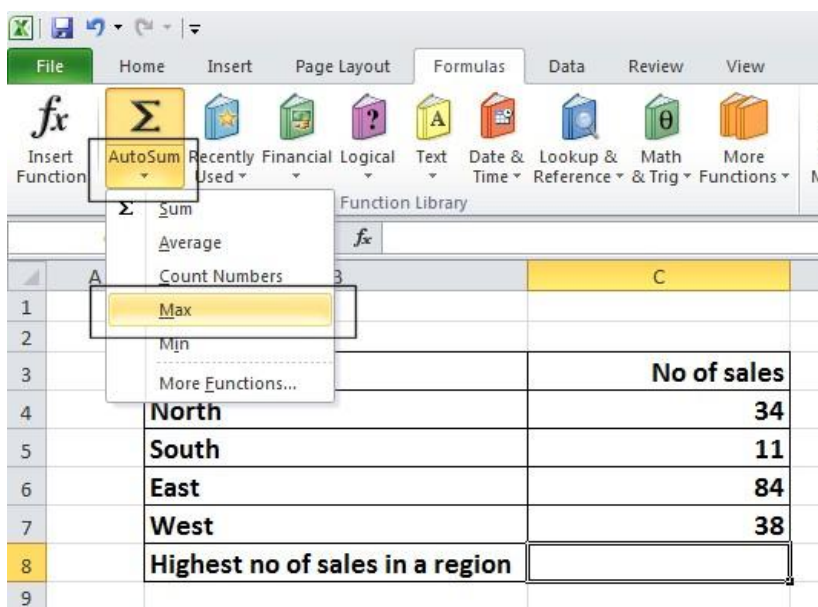 File Home Insert Page Layout Formulas Data Review View
fx Σ ? A θ
Insert AutoSum Recently Financial Logical Text Date & Lookup & Math More
Function Used Time Reference & Trig Functions
Function Library
Σ Sum
Average
Count Numbers
Max
Min
More Functions...
fx
A B C
1
2
3 No of sales
4 North 34
5 South 11
6 East 84
7 West 38
8 Highest no of sales in a region
9